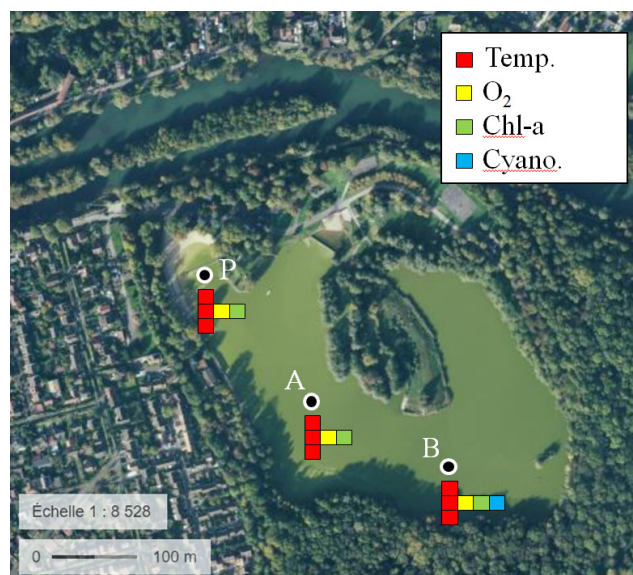 Temp.
O₂
Chl-a
Cyano.
P
A
B
Échelle 1 : 8 528
0 100 m